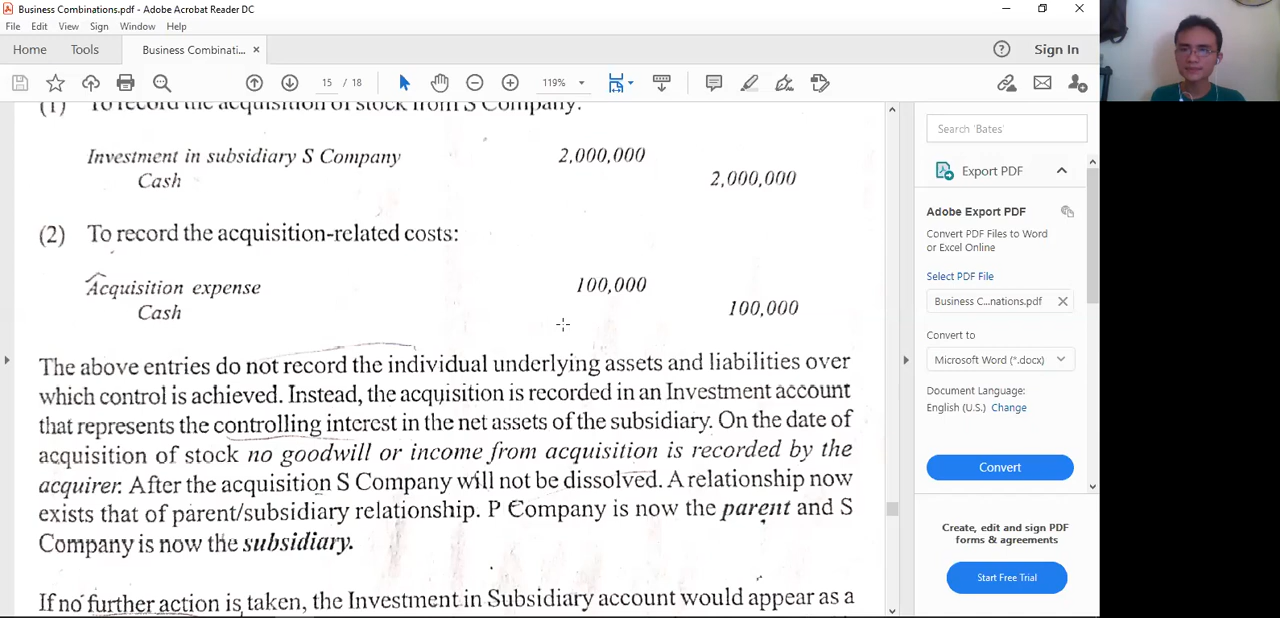 Business Combinations.pdf - Adobe Acrobat Reader DC
File Edit View Sign Window Help
Home Tools Business Combinati... ×
Sign In
15 / 18 119%
(1) To record the acquisition of stock from S Company:
Investment in subsidiary S Company 2,000,000
Cash 2,000,000
(2) To record the acquisition-related costs:
Acquisition expense 100,000
Cash 100,000
The above entries do not record the individual underlying assets and liabilities over
which control is achieved. Instead, the acquisition is recorded in an Investment account
that represents the controlling interest in the net assets of the subsidiary. On the date of
acquisition of stock no goodwill or income from acquisition is recorded by the
acquirer. After the acquisition S Company will not be dissolved. A relationship now
exists that of parent/subsidiary relationship. P Company is now the parent and S
Company is now the subsidiary.
If no further action is taken, the Investment in Subsidiary account would appear as a
Search 'Bates'
Export PDF
Adobe Export PDF
Convert PDF Files to Word
or Excel Online
Select PDF File
Business C...nations.pdf
Convert to
Microsoft Word (*.docx)
Document Language:
English (U.S.) Change
Convert
Create, edit and sign PDF
forms & agreements
Start Free Trial